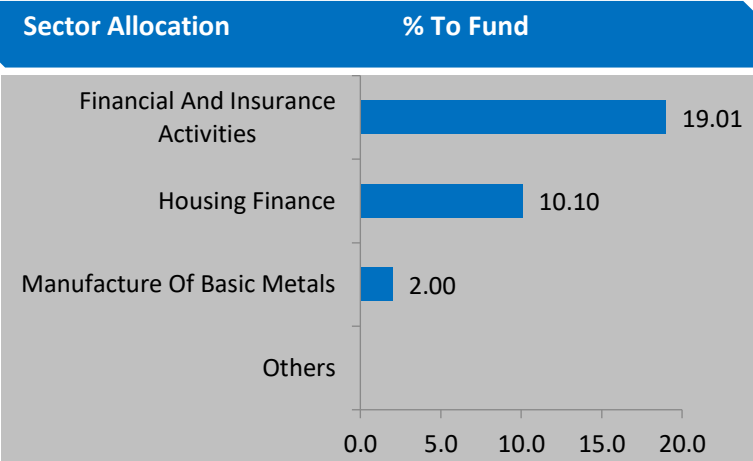 Sector Allocation % To Fund
Financial And Insurance
Activities
19.01
Housing Finance
10.10
Manufacture Of Basic Metals
2.00
Others
0.0 5.0 10.0 15.0 20.0